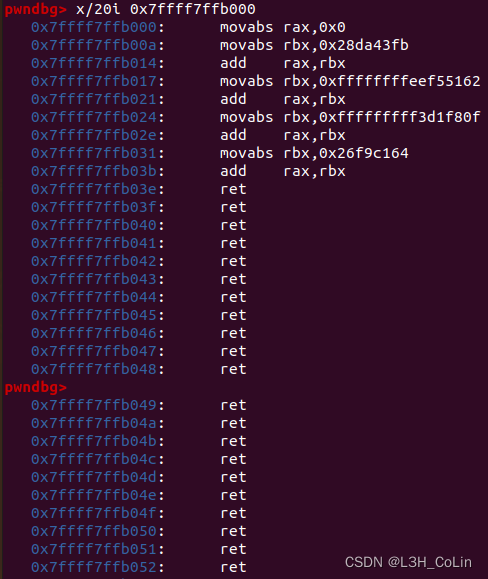 pwndbg> x/20i 0x7ffff7ffb000
0x7ffff7ffb000: movabs rax,0x0
0x7ffff7ffb00a: movabs rbx,0x28da43fb
0x7ffff7ffb014: add rax,rbx
0x7ffff7ffb017: movabs rbx,0xffffffffeef55162
0x7ffff7ffb021: add rax,rbx
0x7ffff7ffb024: movabs rbx,0xfffffffff3d1f80f
0x7ffff7ffb02e: add rax,rbx
0x7ffff7ffb031: movabs rbx,0x26f9c164
0x7ffff7ffb03b: add rax,rbx
0x7ffff7ffb03e: ret
0x7ffff7ffb03f: ret
0x7ffff7ffb040: ret
0x7ffff7ffb041: ret
0x7ffff7ffb042: ret
0x7ffff7ffb043: ret
0x7ffff7ffb044: ret
0x7ffff7ffb045: ret
0x7ffff7ffb046: ret
0x7ffff7ffb047: ret
0x7ffff7ffb048: ret
pwndbg>
0x7ffff7ffb049: ret
0x7ffff7ffb04a: ret
0x7ffff7ffb04b: ret
0x7ffff7ffb04c: ret
0x7ffff7ffb04d: ret
0x7ffff7ffb04e: ret
0x7ffff7ffb04f: ret
0x7ffff7ffb050: ret
0x7ffff7ffb051: ret
0x7ffff7ffb052: ret
CSDN @L3H_CoLin